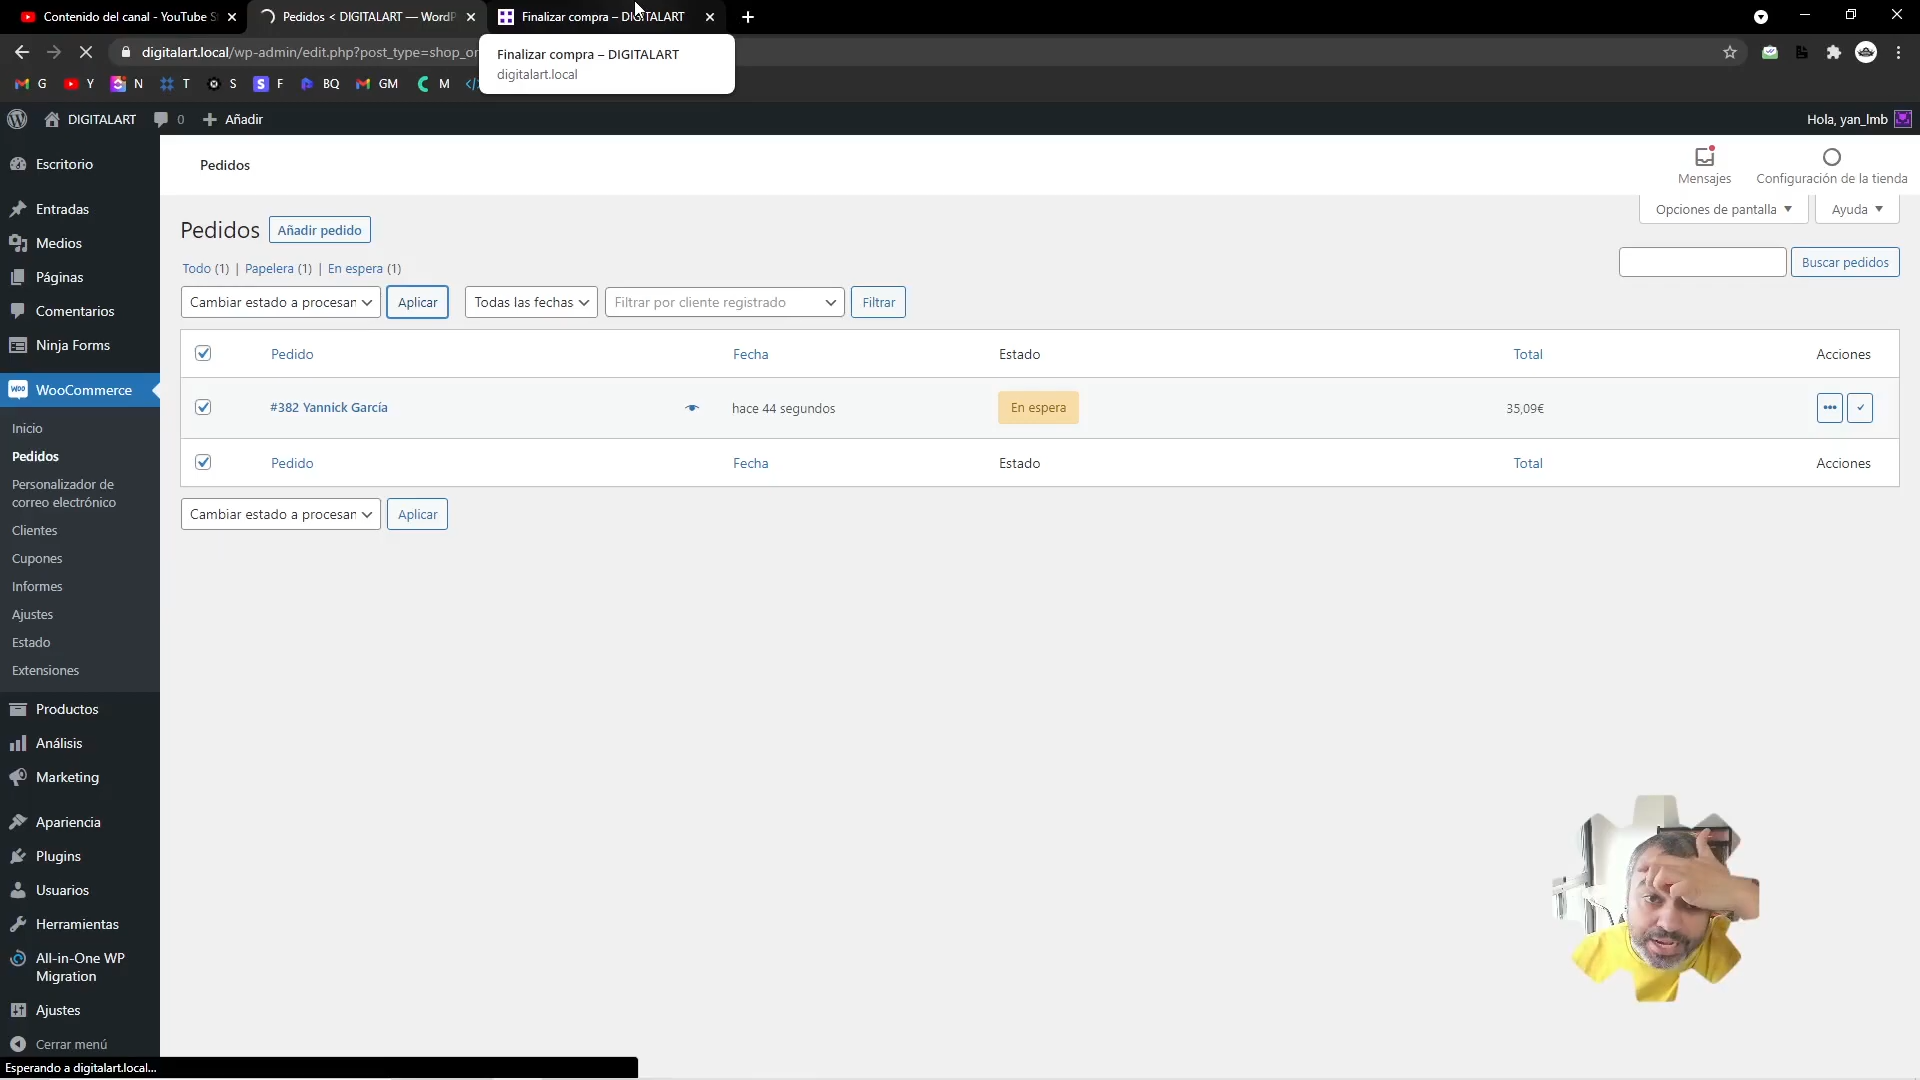 Contenido del canal - YouTube S
Pedidos < DIGITALART — WordP
Finalizar compra – DIGITALART
digitalart.local/wp-admin/edit.php?post_type=shop_or
Finalizar compra – DIGITALART
digitalart.local
G
Y
N
T
S
F
BQ
GM
M
DIGITALART
0
Añadir
Hola, yan_lmb
Escritorio
Entradas
Medios
Páginas
Comentarios
Ninja Forms
WooCommerce
Inicio
Pedidos
Personalizador de
correo electrónico
Clientes
Cupones
Informes
Ajustes
Estado
Extensiones
Productos
Análisis
Marketing
Apariencia
Plugins
Usuarios
Herramientas
All-in-One WP
Migration
Ajustes
Cerrar menú
Esperando a digitalart.local...
Pedidos
Mensajes
Configuración de la tienda
Opciones de pantalla
Ayuda
Pedidos
Añadir pedido
Todo (1) | Papelera (1) | En espera (1)
Buscar pedidos
Cambiar estado a procesar
Aplicar
Todas las fechas
Filtrar por cliente registrado
Filtrar
Pedido Fecha Estado Total Acciones
#382 Yannick García hace 44 segundos En espera 35,09€
Pedido Fecha Estado Total Acciones
Cambiar estado a procesar
Aplicar